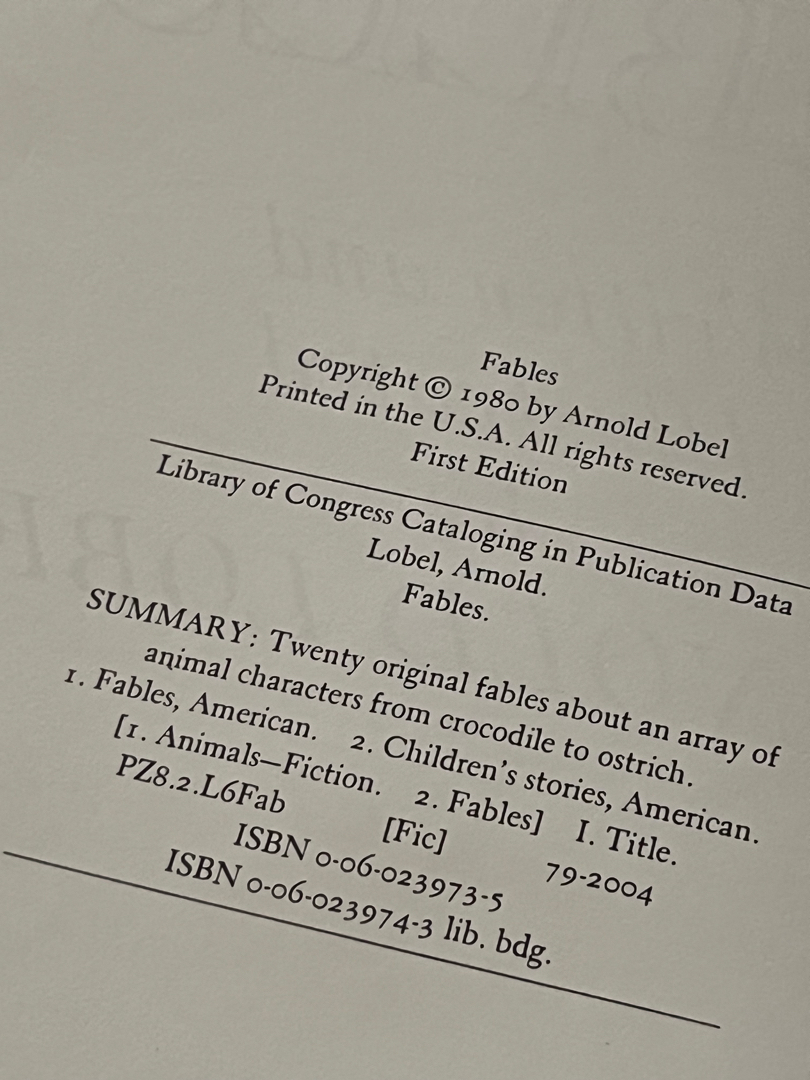 Fables
Copyright © 1980 by Arnold Lobel
Printed in the U.S.A. All rights reserved.
First Edition
Library of Congress Cataloging in Publication Data
Lobel, Arnold.
Fables.
SUMMARY: Twenty original fables about an array of
animal characters from crocodile to ostrich.
1. Fables, American. 2. Children's stories, American.
[1. Animals—Fiction. 2. Fables] I. Title.
PZ8.2.L6Fab [Fic] 79-2004
ISBN 0-06-023973-5
ISBN 0-06-023974-3 lib. bdg.